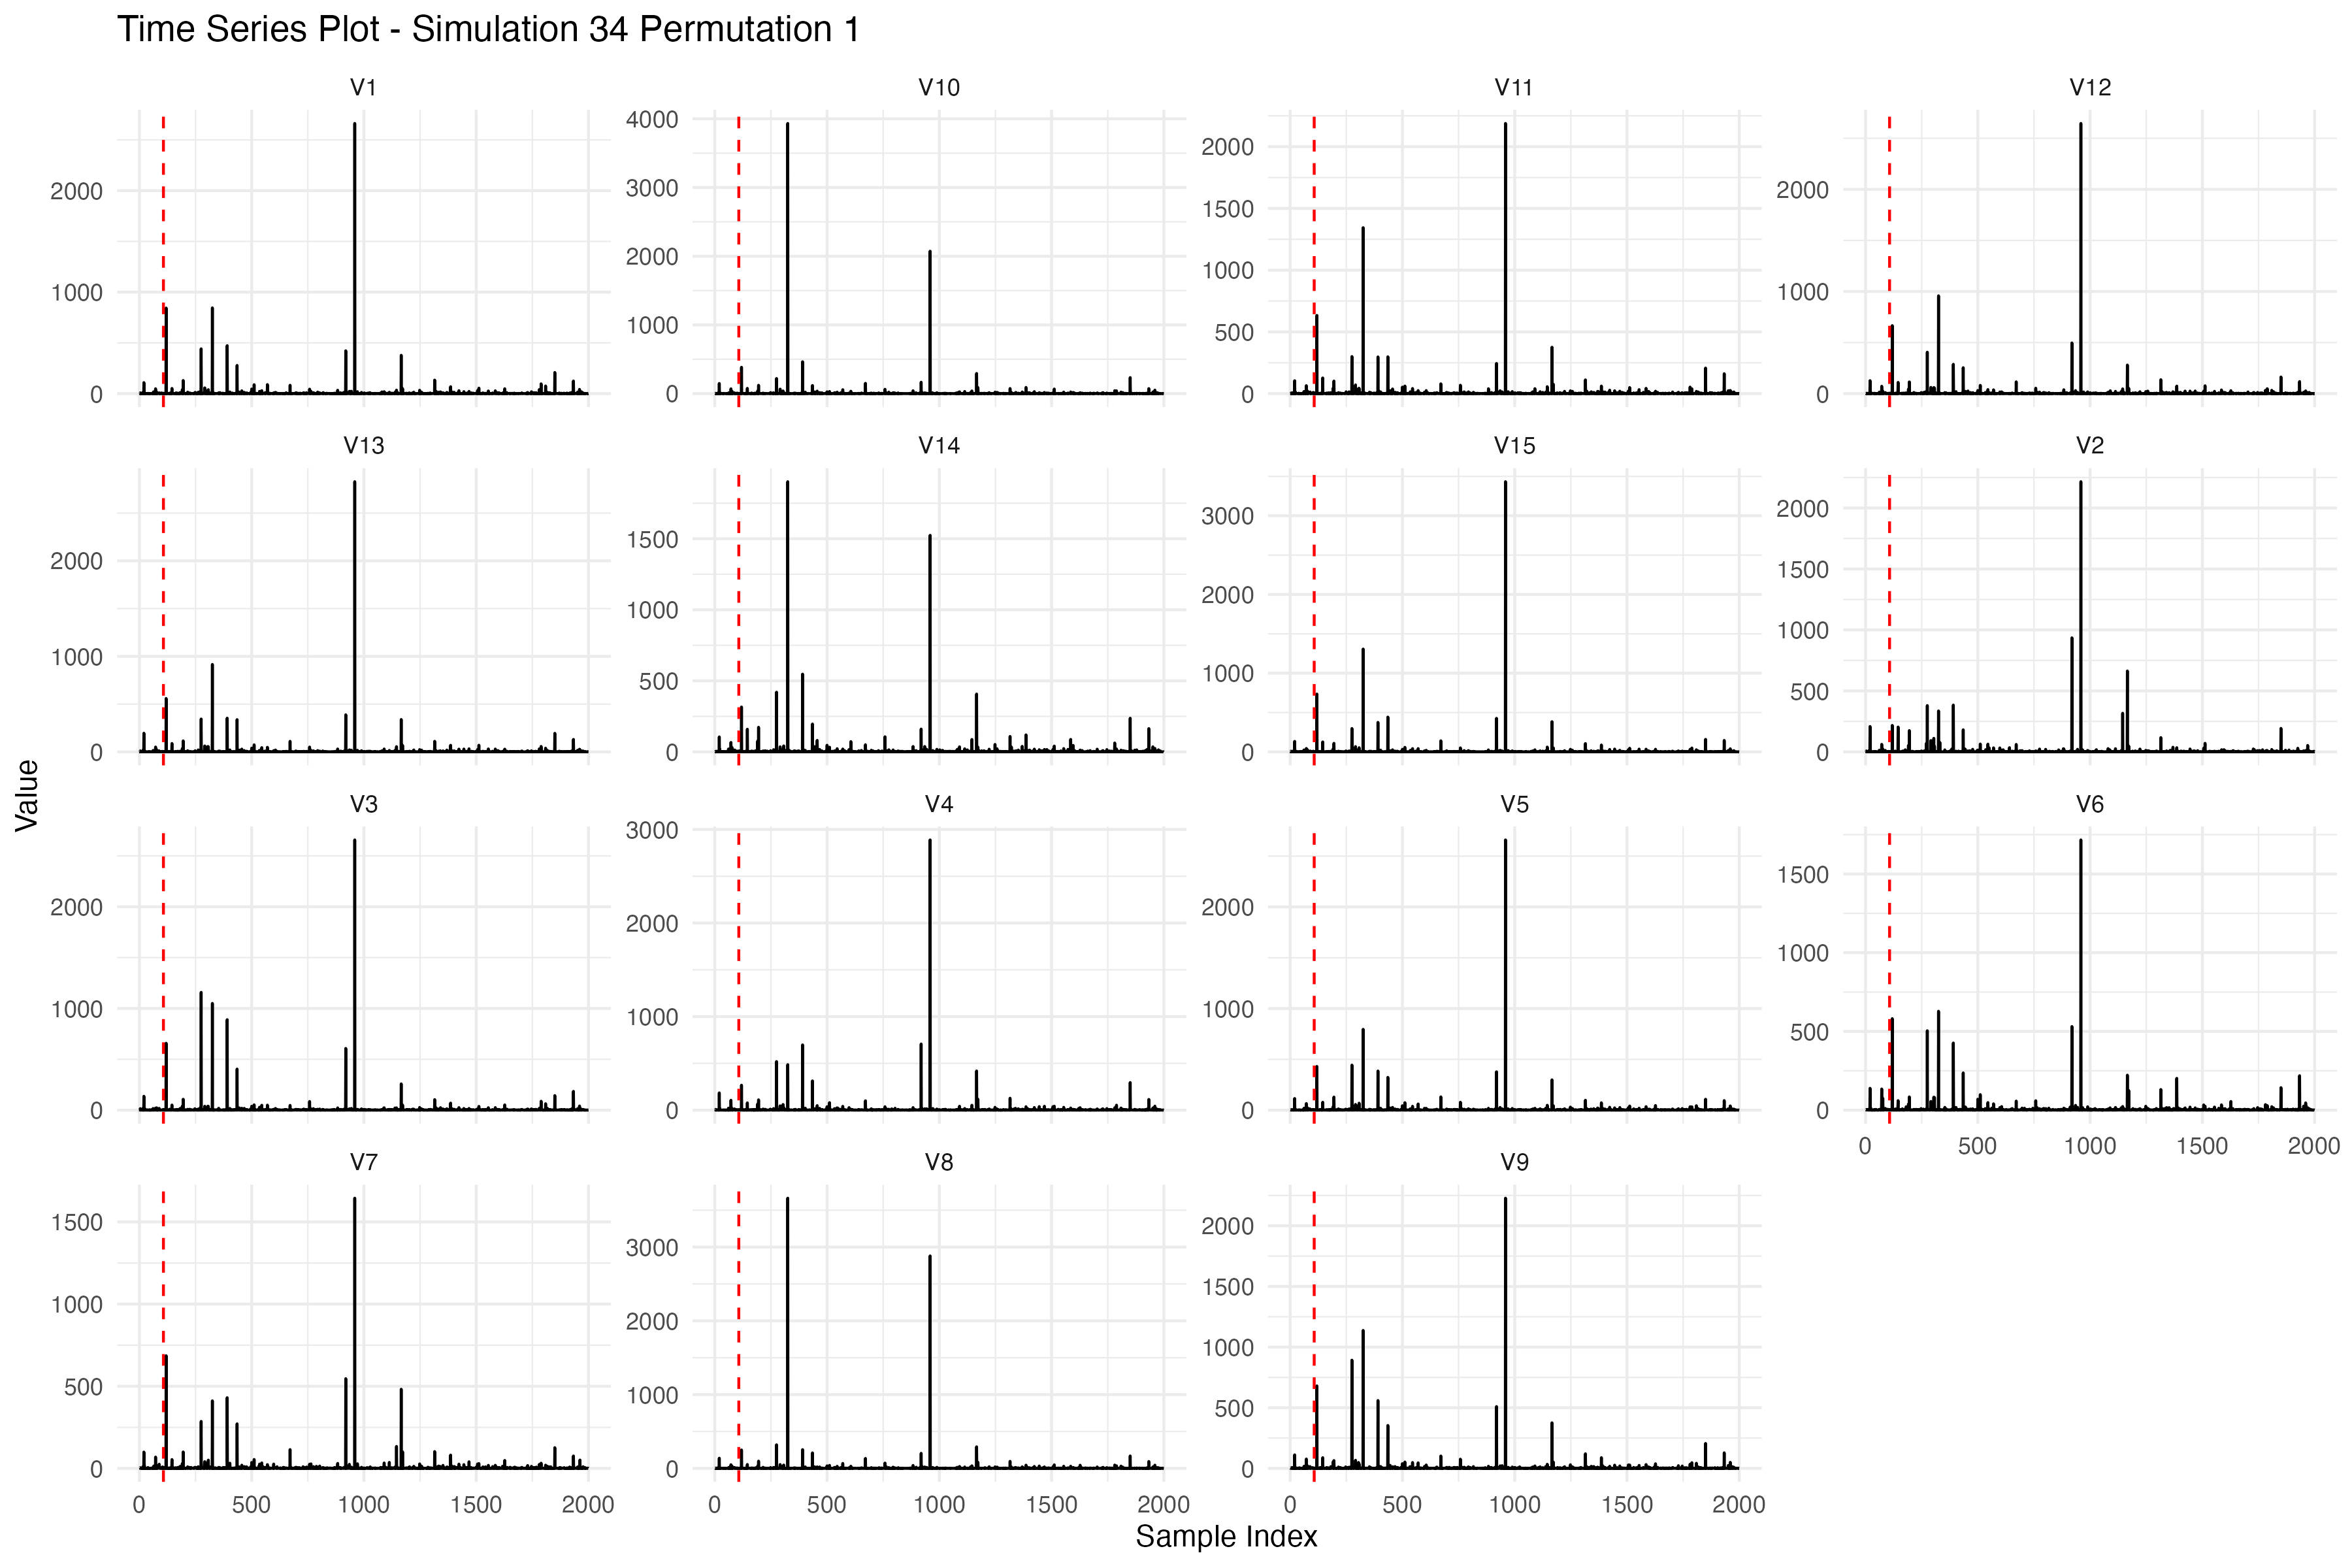 Time Series Plot - Simulation 34 Permutation 1
V1 V10 V11 V12
2000 1000 0
4000 3000 2000 1000 0
2000 1500 1000 500 0
2000 1000 0
V13 V14 V15 V2
2000 1000 0
1500 1000 500 0
3000 2000 1000 0
2000 1500 1000 500 0
Value
V3 V4 V5 V6
2000 1000 0
3000 2000 1000 0
2000 1000 0
1500 1000 500 0
0 500 1000 1500 2000
V7 V8 V9
1500 1000 500 0
3000 2000 1000 0
2000 1500 1000 500 0
0 500 1000 1500 2000
0 500 1000 1500 2000
0 500 1000 1500 2000
Sample Index